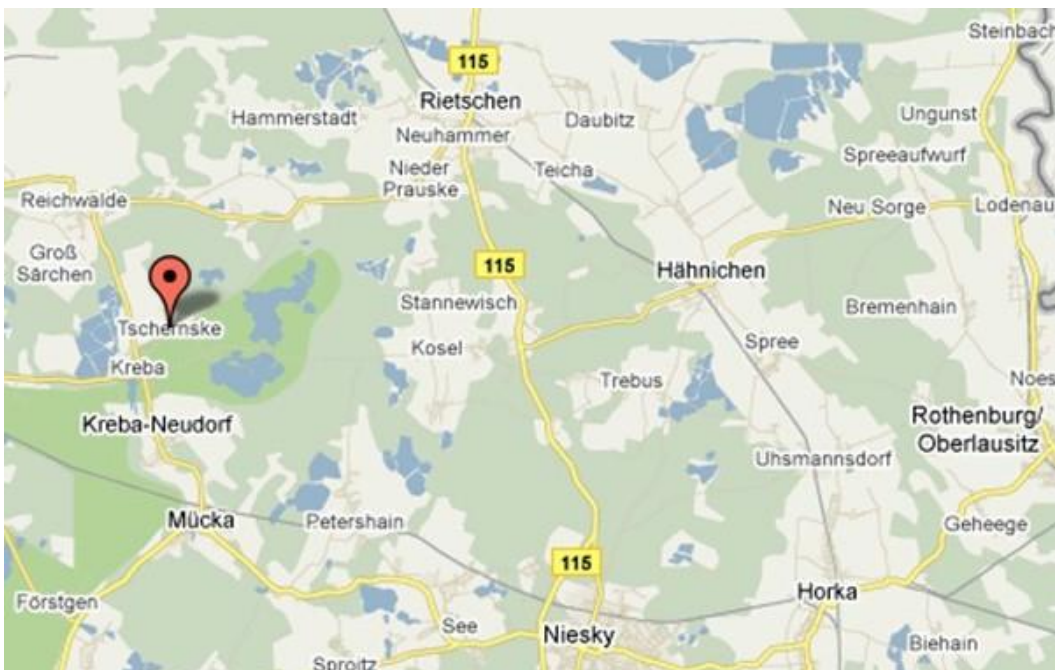 Steinbach
115
Rietschen
Hammerstadt
Daubitz
Ungunst
Neuhammer
Spreeaufwurf
Nieder
Prauske
Teicha
Reichwalde
Neu Sorge
Lodenau
Groß
Särchen
115
Hähnichen
Stannewisch
Bremenhain
Tschernske
Kosel
Spree
Kreba
Trebus
Noes
Kreba-Neudorf
Rothenburg/
Oberlausitz
Uhsmannsdorf
Mücka
Petershain
Geheege
115
Förstgen
Horka
See
Niesky
Biehain
Sproitz